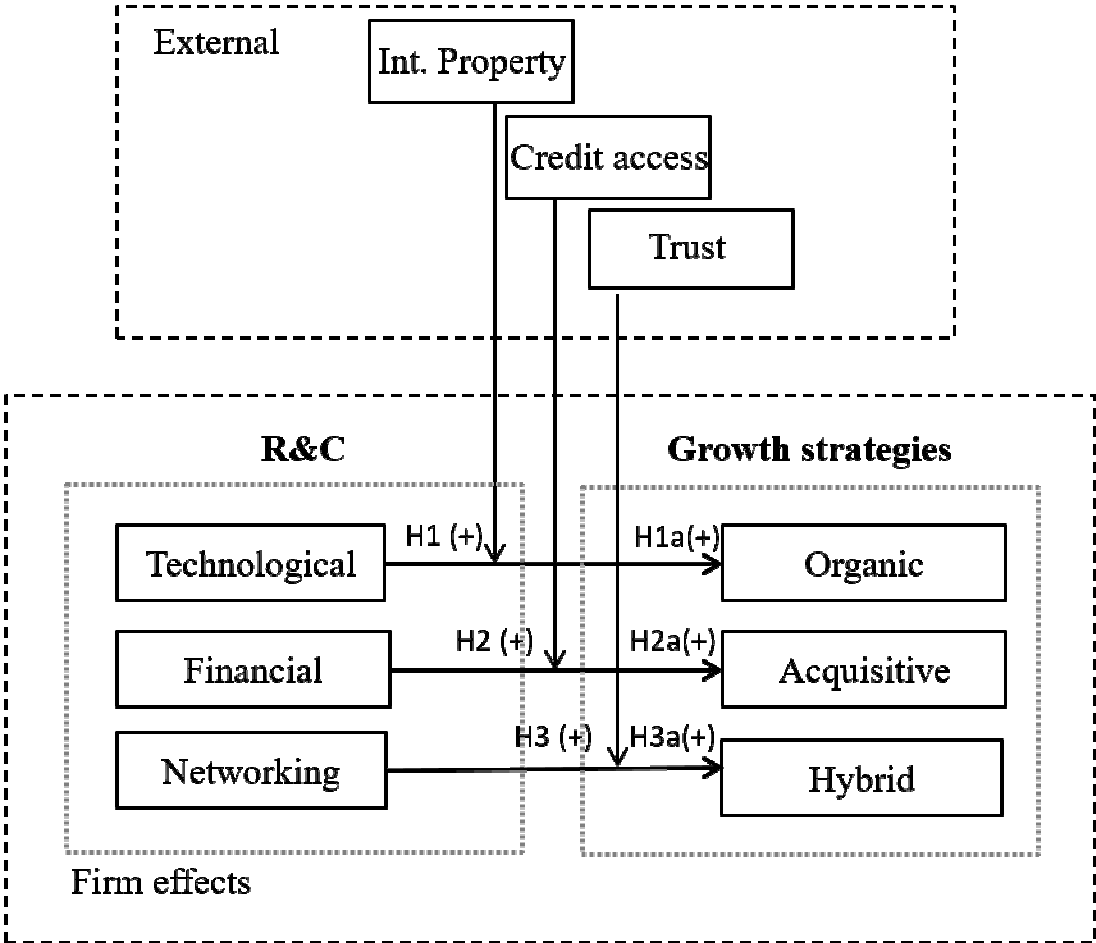 External
Int. Property
Credit access
Trust
R&C
Growth strategies
H1 (+)
H1a(+)
Technological
Organic
H2 (+)
H2a(+)
Financial
Acquisitive
H3 (+)
H3a(+)
Networking
Hybrid
Firm effects